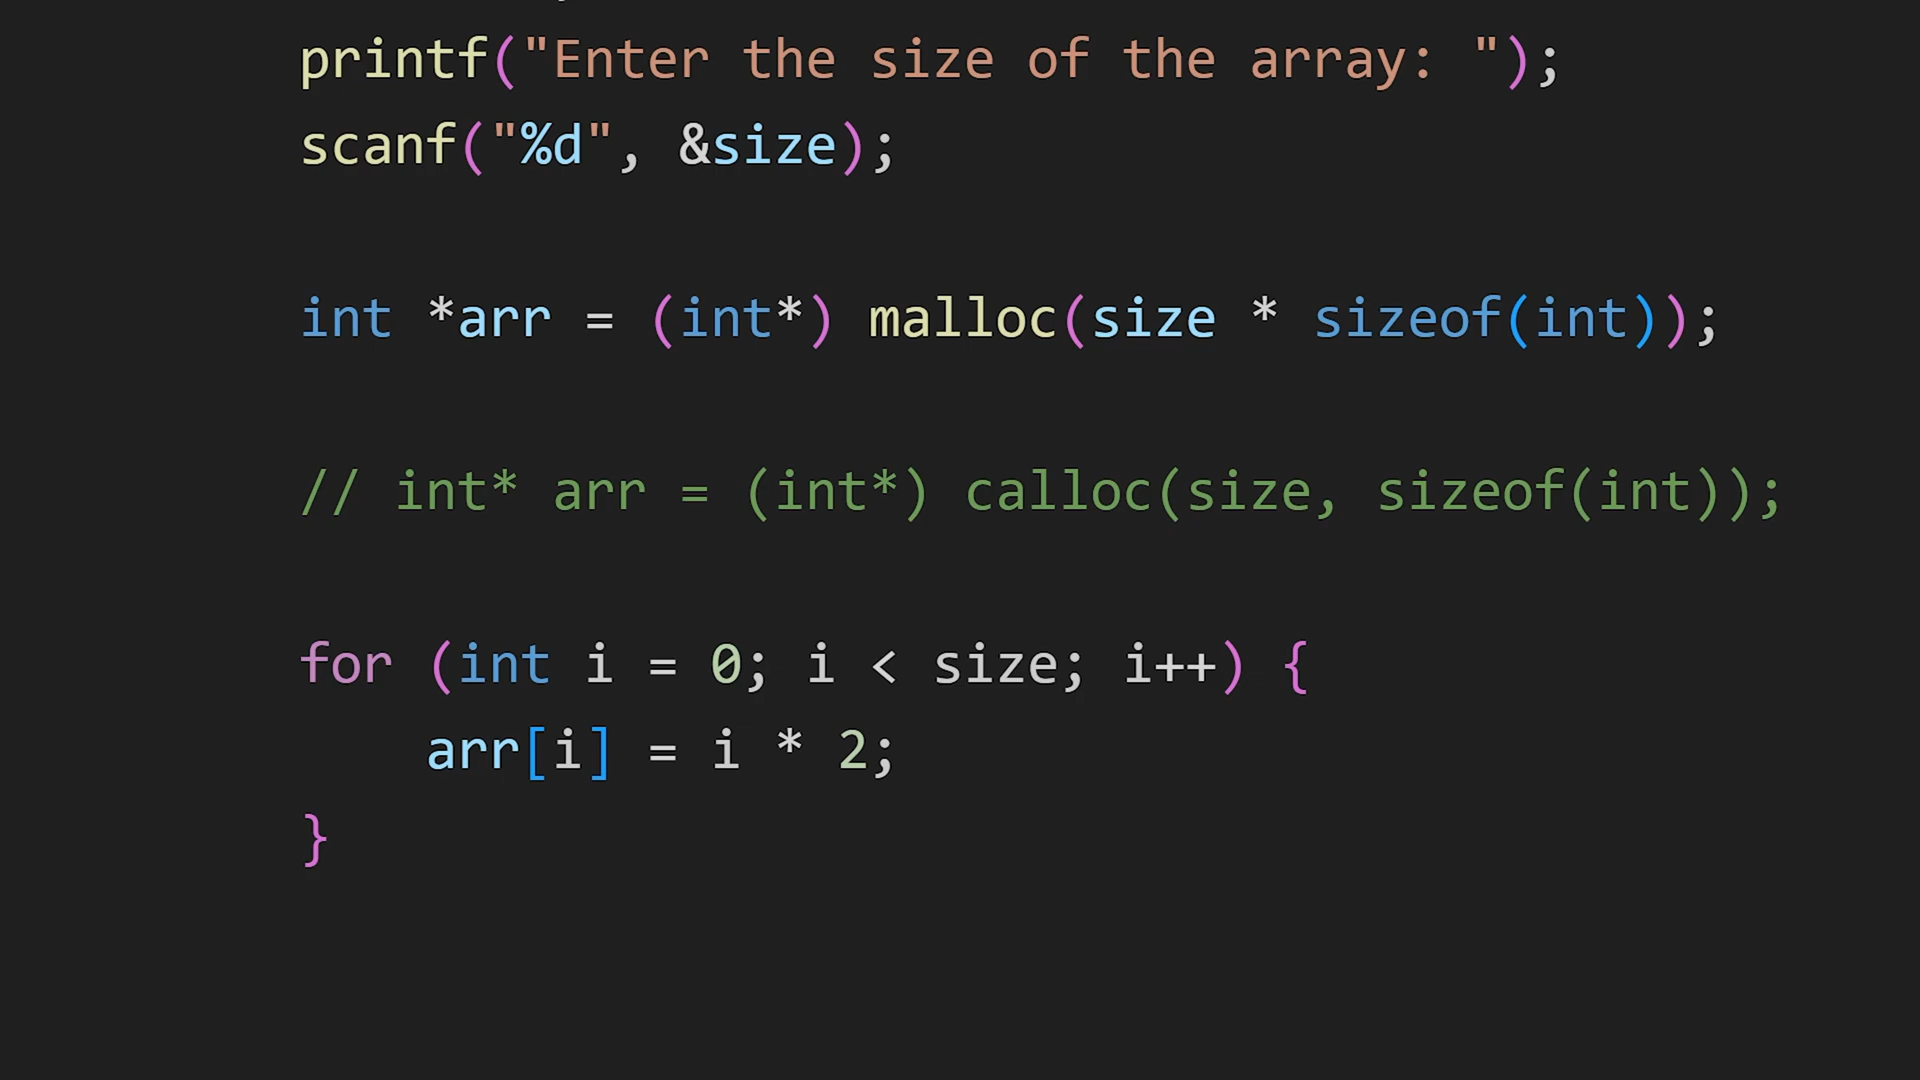 printf("Enter the size of the array: ");
scanf("%d", &size);
int *arr = (int*) malloc(size * sizeof(int));
// int* arr = (int*) calloc(size, sizeof(int));
for (int i = 0; i < size; i++) {
    arr[i] = i * 2;
}